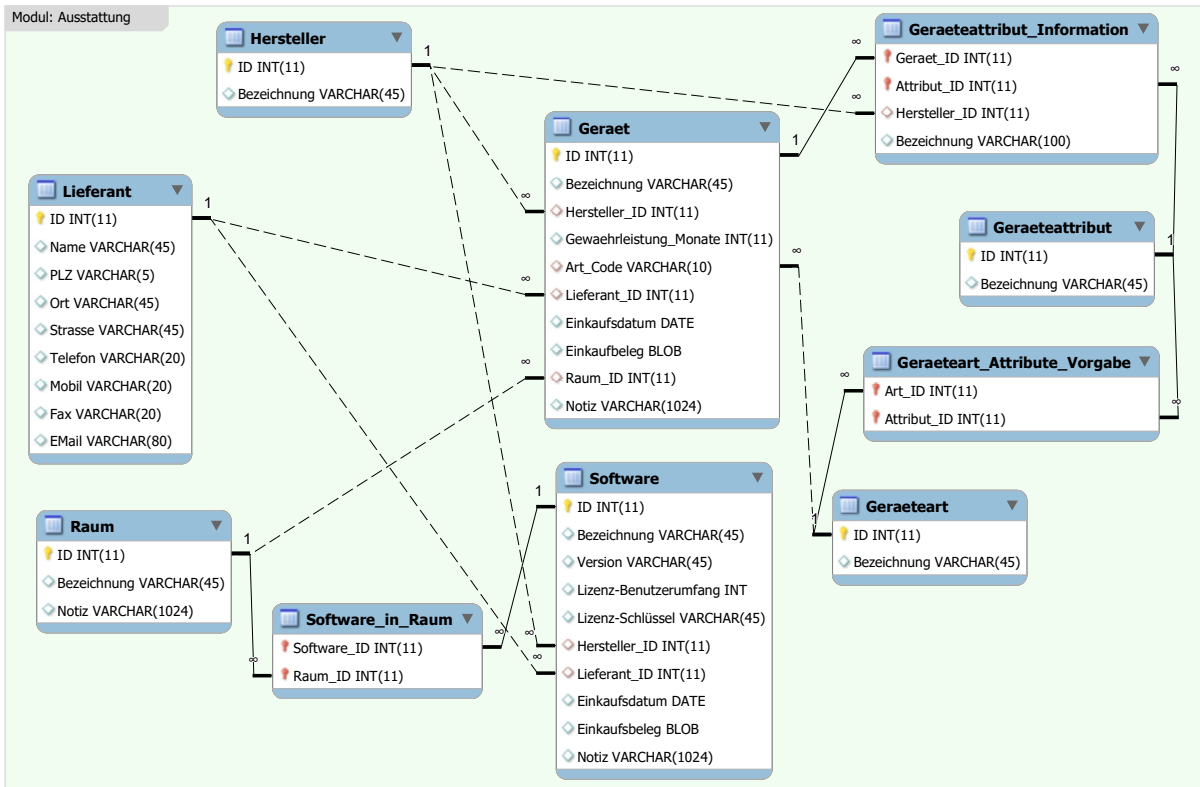 Modul: Ausstattung
Hersteller
ID INT(11)
Bezeichnung VARCHAR(45)
1
Geraeteattribut_Information
Geraet_ID INT(11)
Attribut_ID INT(11)
Hersteller_ID INT(11)
Bezeichnung VARCHAR(100)
∞
∞
∞
Geraet
ID INT(11)
Bezeichnung VARCHAR(45)
Hersteller_ID INT(11)
Gewaehrleistung_Monate INT(11)
Art_Code VARCHAR(10)
Lieferant_ID INT(11)
Einkaufsdatum DATE
Einkaufbeleg BLOB
Raum_ID INT(11)
Notiz VARCHAR(1024)
1
∞
∞
∞
∞
Lieferant
ID INT(11)
Name VARCHAR(45)
PLZ VARCHAR(5)
Ort VARCHAR(45)
Strasse VARCHAR(45)
Telefon VARCHAR(20)
Mobil VARCHAR(20)
Fax VARCHAR(20)
EMail VARCHAR(80)
1
Geraeteattribut
ID INT(11)
Bezeichnung VARCHAR(45)
1
Geraeteart_Attribute_Vorgabe
Art_ID INT(11)
Attribut_ID INT(11)
∞
∞
Software
ID INT(11)
Bezeichnung VARCHAR(45)
Version VARCHAR(45)
Lizenz-Benutzerumfang INT
Lizenz-Schlüssel VARCHAR(45)
Hersteller_ID INT(11)
Lieferant_ID INT(11)
Einkaufsdatum DATE
Einkaufsbeleg BLOB
Notiz VARCHAR(1024)
1
∞
∞
Geraeteart
ID INT(11)
Bezeichnung VARCHAR(45)
1
Raum
ID INT(11)
Bezeichnung VARCHAR(45)
Notiz VARCHAR(1024)
1
Software_in_Raum
Software_ID INT(11)
Raum_ID INT(11)
∞
∞